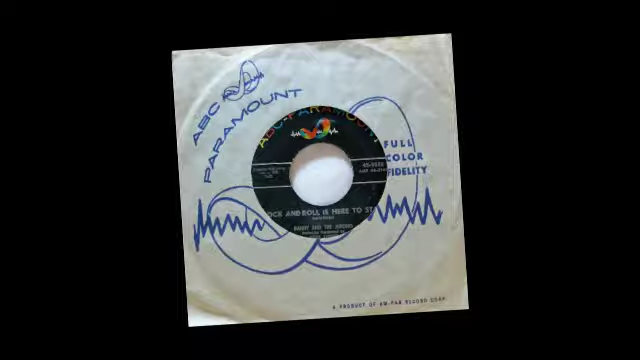 ABC
PARAMOUNT
ABC-PARAMOUNT
FULL
COLOR
FIDELITY
OCK AND ROLL IS HERE TO ST
DANNY AND THE JUNIORS
A PRODUCT OF AM-PAR RECORD CORP.